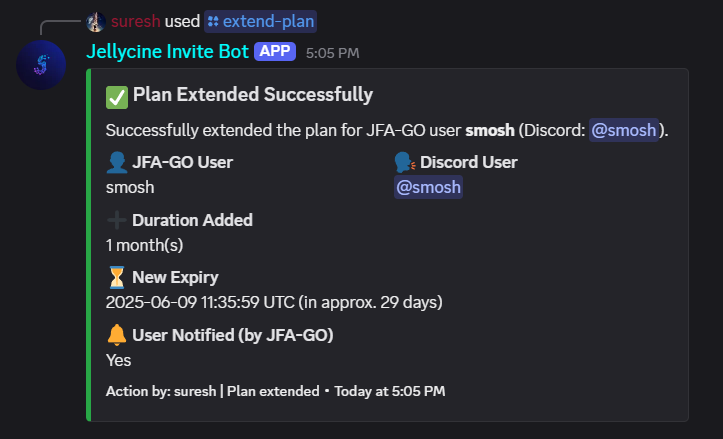 suresh used extend-plan
Jellycine Invite Bot APP 5:05 PM
Plan Extended Successfully
Successfully extended the plan for JFA-GO user smosh (Discord: @smosh).
JFA-GO User
smosh
Discord User
@smosh
Duration Added
1 month(s)
New Expiry
2025-06-09 11:35:59 UTC (in approx. 29 days)
User Notified (by JFA-GO)
Yes
Action by: suresh | Plan extended • Today at 5:05 PM